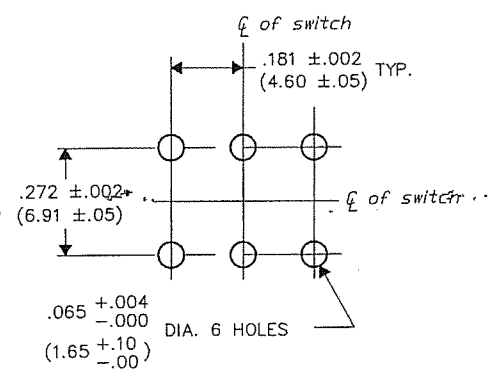 ℄ of switch
.181 ±.002 TYP.
(4.60 ±.05)
.272 ±.002
(6.91 ±.05)
℄ of switch
.065 +.004 -.000 DIA. 6 HOLES
(1.65 +.10 -.00)